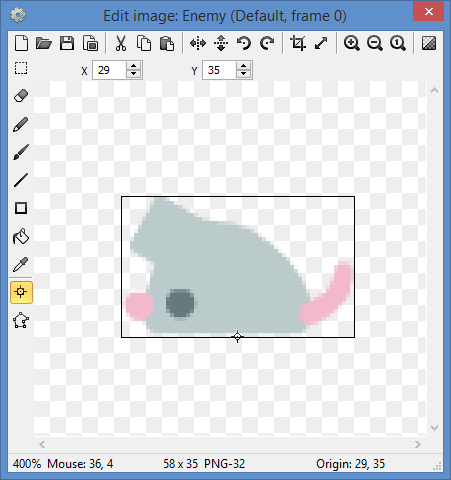 Edit image: Enemy (Default, frame 0)
X 29 Y 35
400% Mouse: 36, 4 58 x 35 PNG-32 Origin: 29, 35